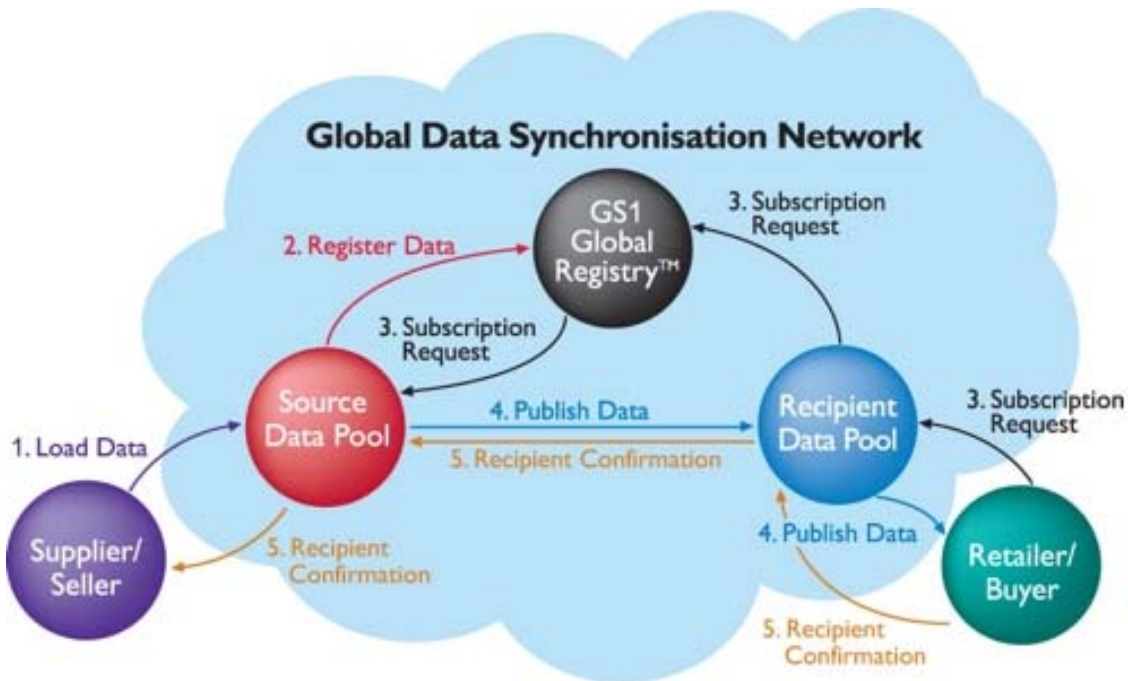 Global Data Synchronisation Network
GS1
Global
Registry™
3. Subscription
Request
2. Register Data
3. Subscription
Request
Source
Data Pool
4. Publish Data
5. Recipient Confirmation
Recipient
Data Pool
3. Subscription
Request
1. Load Data
Supplier/
Seller
5. Recipient
Confirmation
4. Publish Data
Retailer/
Buyer
5. Recipient
Confirmation